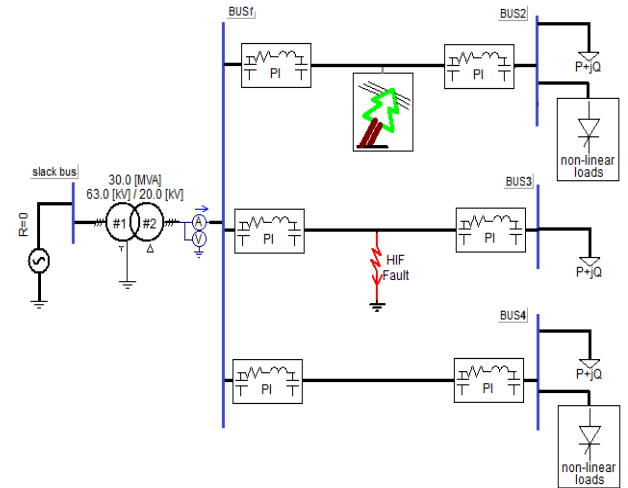 BUS1
BUS2
PI
PI
P+jQ
non-linear
loads
slack bus
30.0 [MVA]
63.0 [kV] / 20.0 [kV]
R=0
#1
#2
A
V
Y
Δ
BUS3
PI
PI
P+jQ
HIF
Fault
BUS4
PI
PI
P+jQ
non-linear
loads